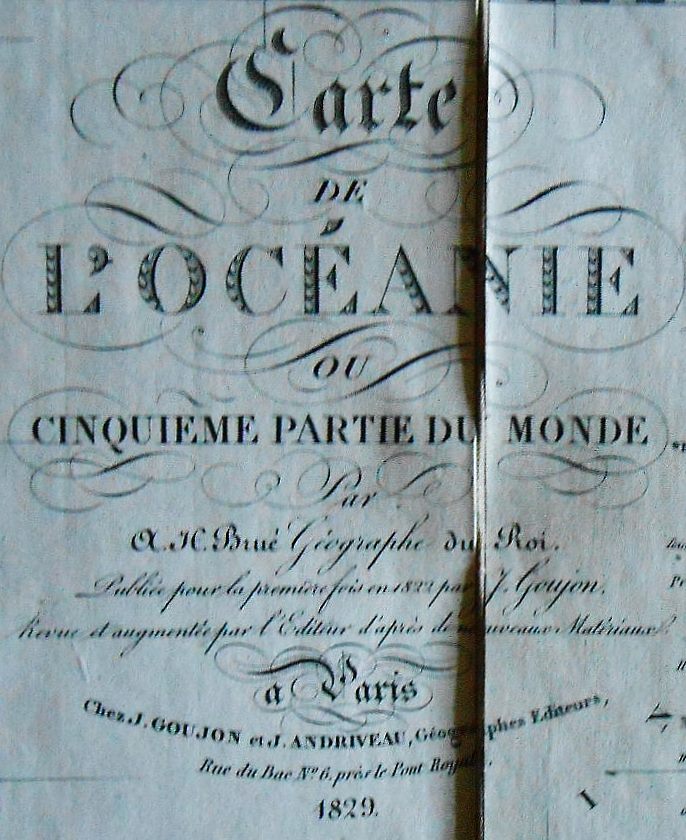 Carte
DE
L'OCÉANIE
OU
CINQUIÈME PARTIE DU MONDE
Par
A. H. Brué Géographe du Roi.
Publiée pour la première fois en 1822 par J. Goujon.
Revue et augmentée par l'Editeur d'après de nouveaux Matériaux.
a Paris
Chez J. GOUJON et J. ANDRIVEAU, Géographes Editeurs,
Rue du Bac Nº 6, près le Pont Royal.
1829.